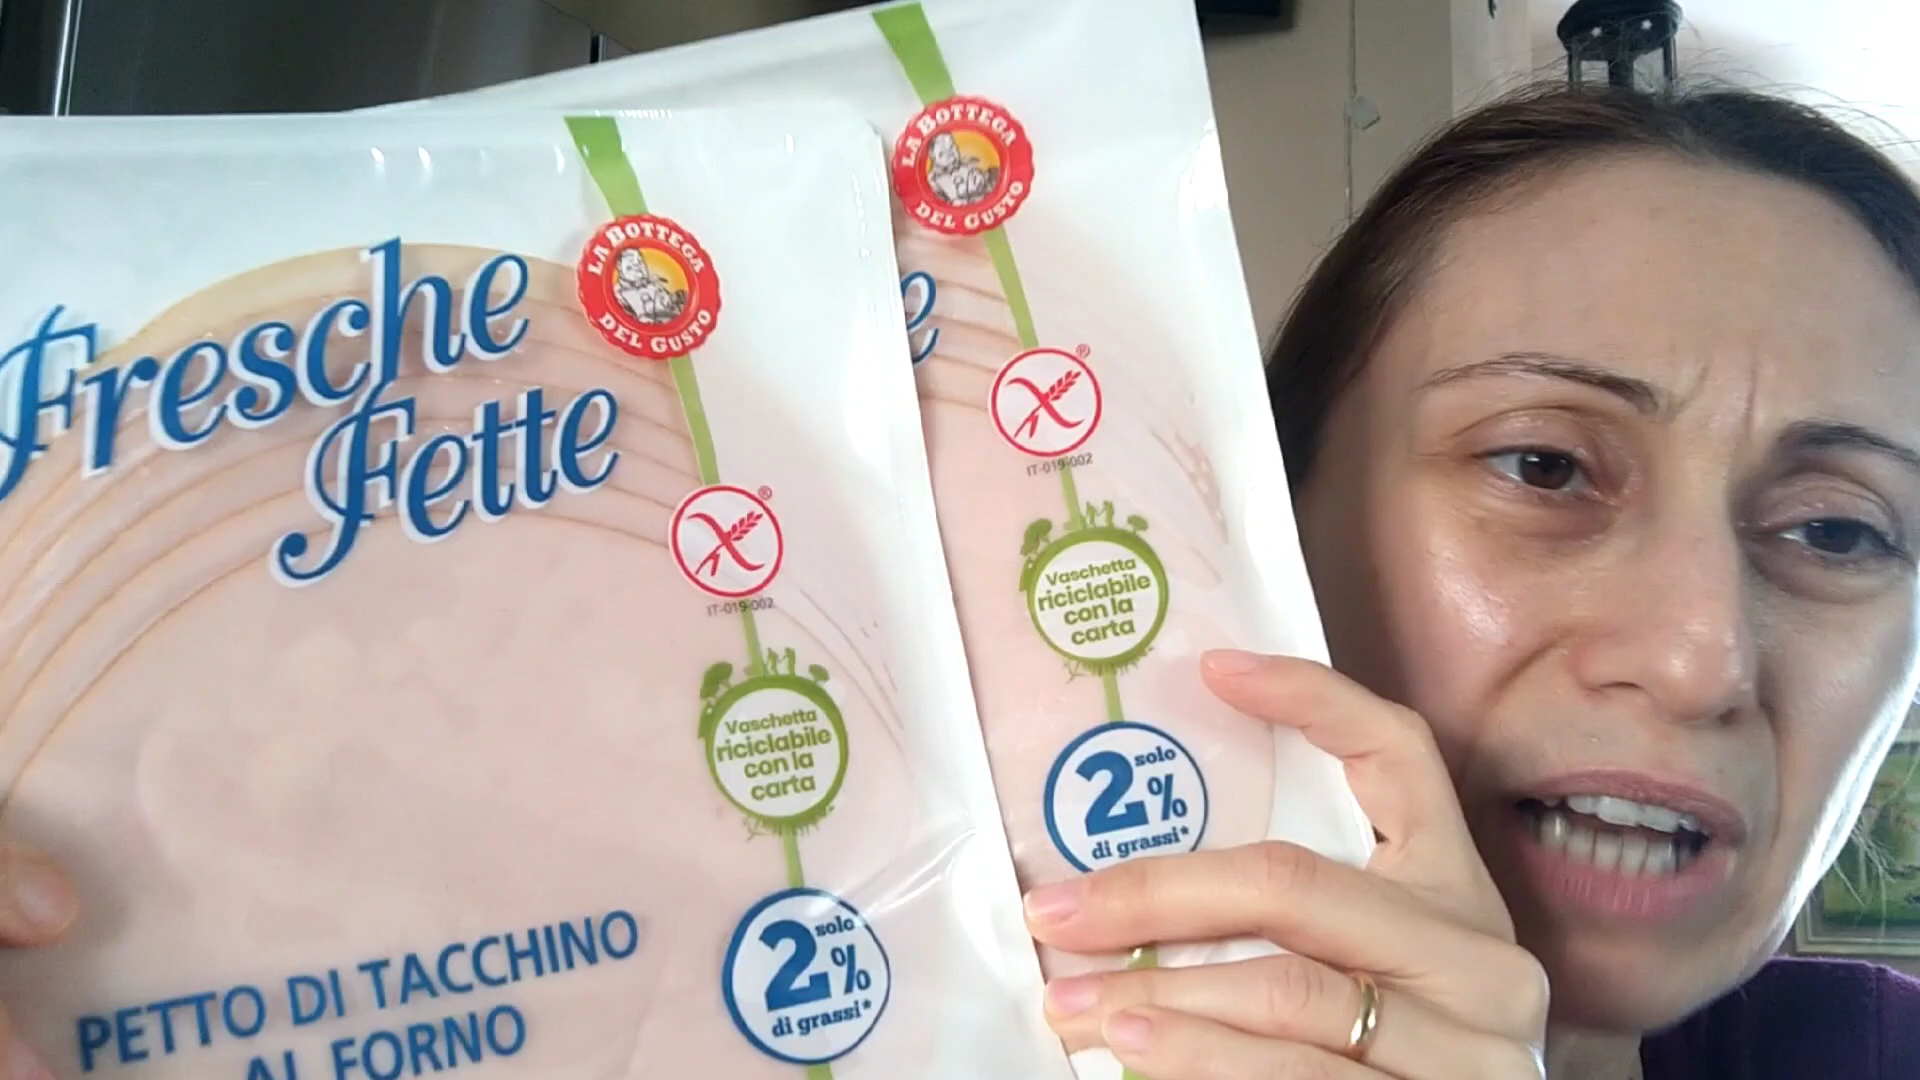 Fresche
Fette
LA BOTTEGA
DEL GUSTO
®
IT-019-002
Vaschetta
riciclabile
con la
carta
solo
2%
di grassi*
PETTO DI TACCHINO
AL FORNO
e
LA BOTTEGA
DEL GUSTO
®
IT-019-002
Vaschetta
riciclabile
con la
carta
solo
2%
di grassi*